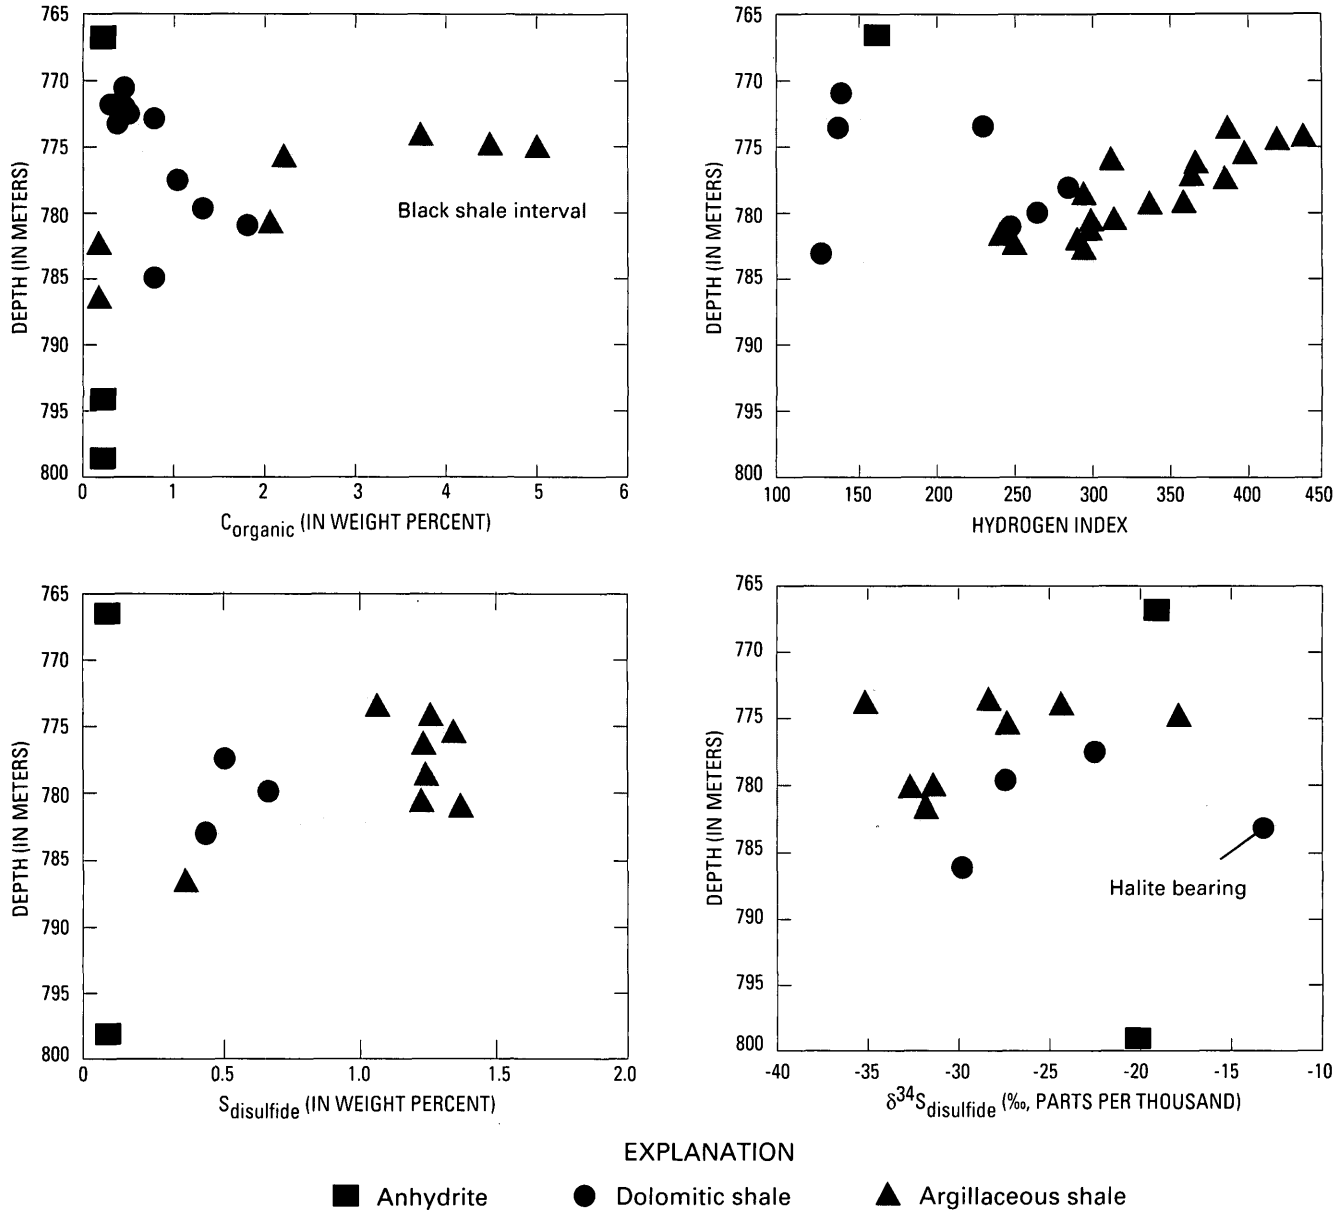 765
770
775
780
785
790
795
800
DEPTH (IN METERS)
Black shale interval
0 1 2 3 4 5 6
Corganic (IN WEIGHT PERCENT)
765
770
775
780
785
790
795
800
DEPTH (IN METERS)
100 150 200 250 300 350 400 450
HYDROGEN INDEX
765
770
775
780
785
790
795
800
DEPTH (IN METERS)
0 0.5 1.0 1.5 2.0
Sdisulfide (IN WEIGHT PERCENT)
765
770
775
780
785
790
795
800
DEPTH (IN METERS)
Halite bearing
-40 -35 -30 -25 -20 -15 -10
δ34Sdisulfide (‰, PARTS PER THOUSAND)
EXPLANATION
Anhydrite Dolomitic shale Argillaceous shale